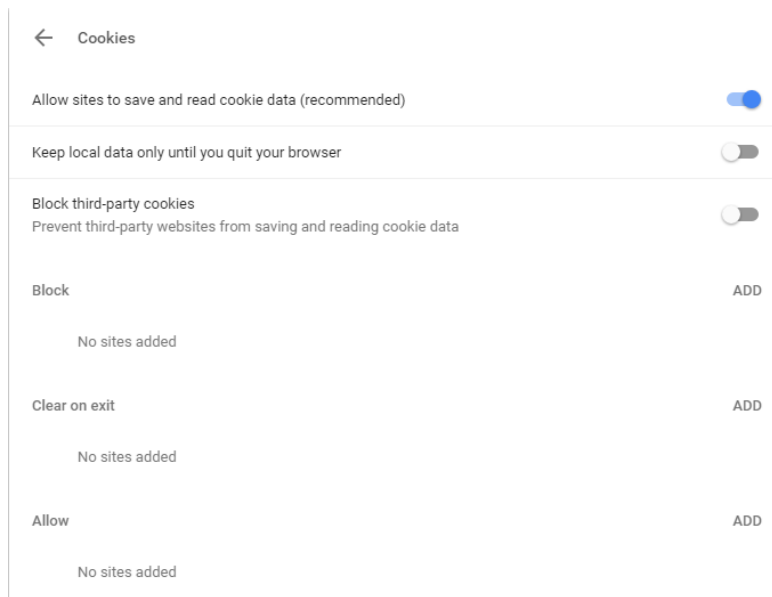 Cookies
Allow sites to save and read cookie data (recommended)
Keep local data only until you quit your browser
Block third-party cookies
Prevent third-party websites from saving and reading cookie data
Block ADD
No sites added
Clear on exit ADD
No sites added
Allow ADD
No sites added